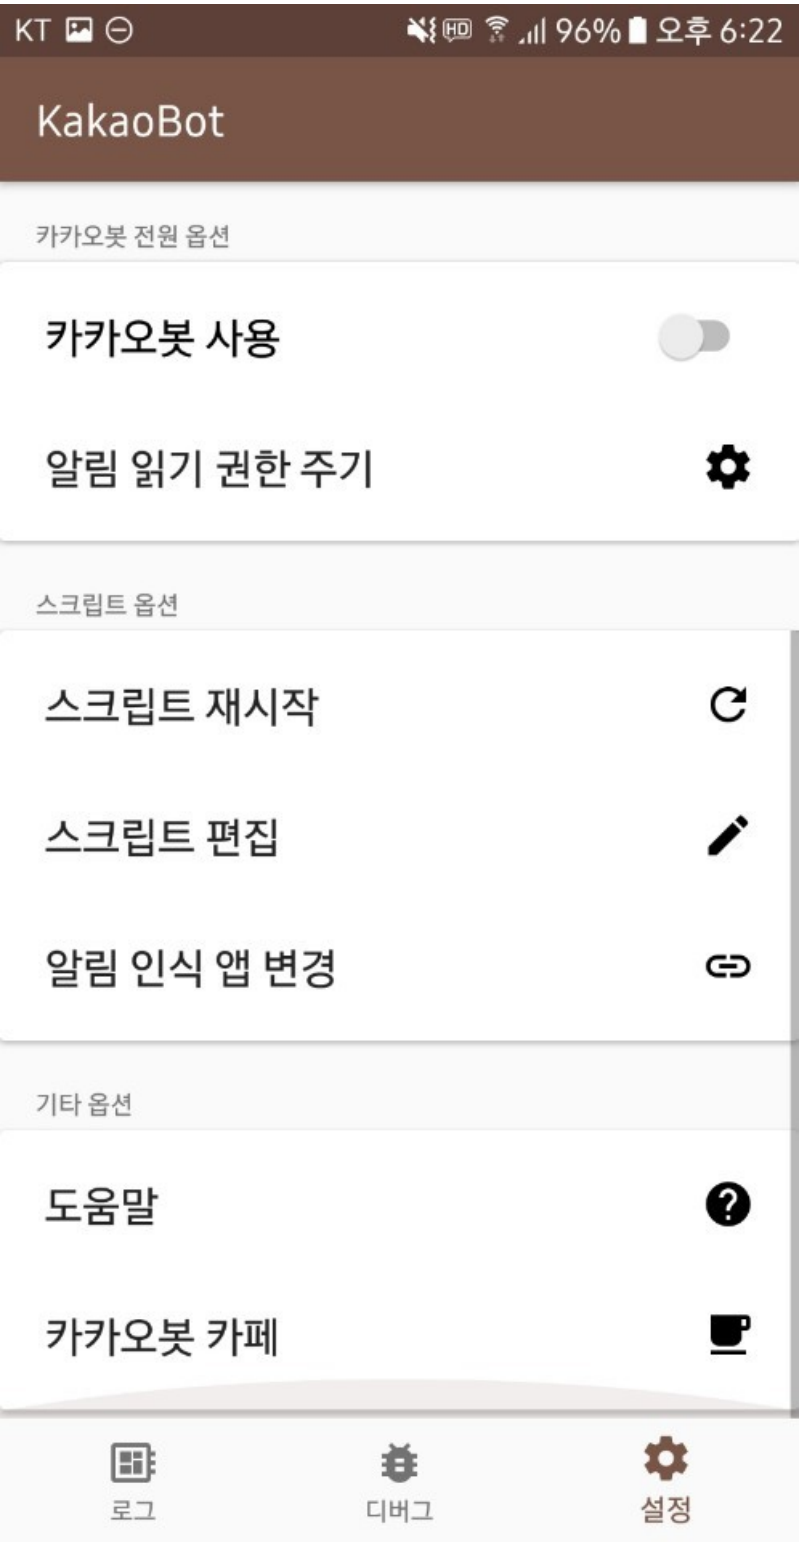 KT HD 96% 오후 6:22
KakaoBot
카카오봇 전원 옵션
카카오봇 사용
알림 읽기 권한 주기
스크립트 옵션
스크립트 재시작
스크립트 편집
알림 인식 앱 변경
기타 옵션
도움말
카카오봇 카페
로그 디버그 설정